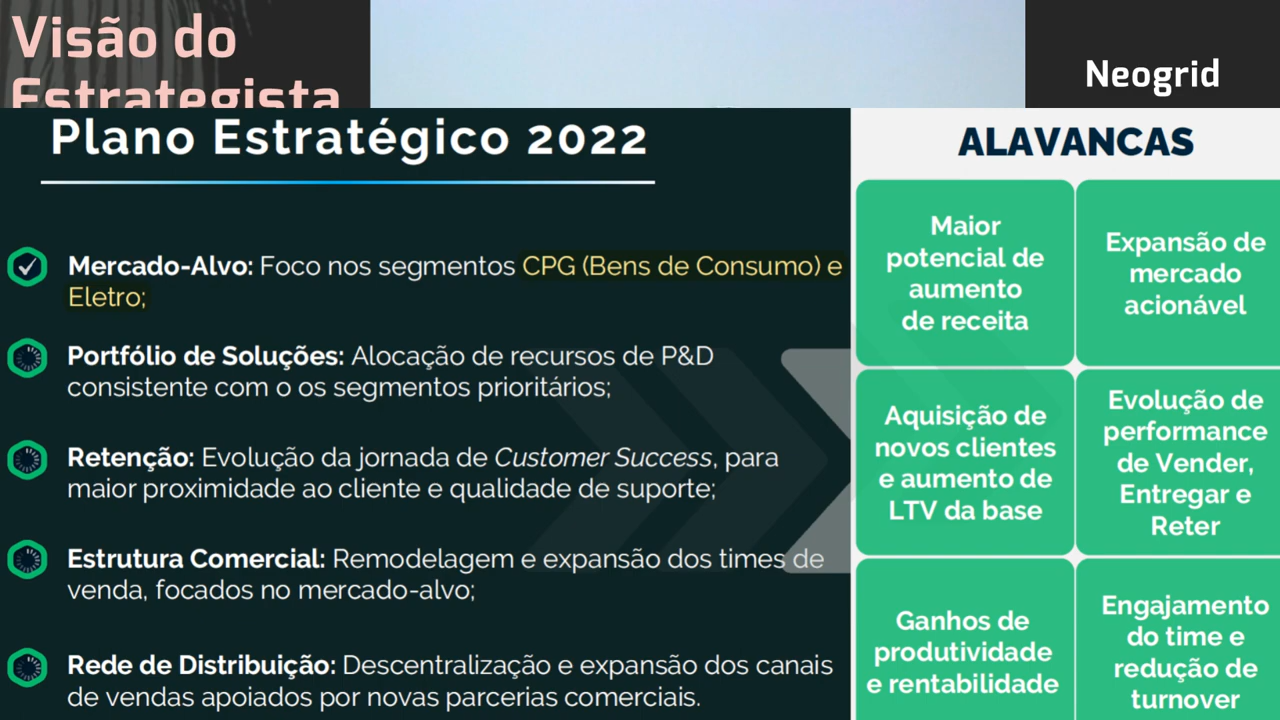 Visão do
Estrategista
Neogrid
Plano Estratégico 2022
Mercado-Alvo: Foco nos segmentos CPG (Bens de Consumo) e
Eletro;
Portfólio de Soluções: Alocação de recursos de P&D
consistente com o os segmentos prioritários;
Retenção: Evolução da jornada de Customer Success, para
maior proximidade ao cliente e qualidade de suporte;
Estrutura Comercial: Remodelagem e expansão dos times de
venda, focados no mercado-alvo;
Rede de Distribuição: Descentralização e expansão dos canais
de vendas apoiados por novas parcerias comerciais.
ALAVANCAS
Maior
potencial de
aumento
de receita
Expansão de
mercado
acionável
Aquisição de
novos clientes
e aumento de
LTV da base
Evolução de
performance
de Vender,
Entregar e
Reter
Ganhos de
produtividade
e rentabilidade
Engajamento
do time e
redução de
turnover